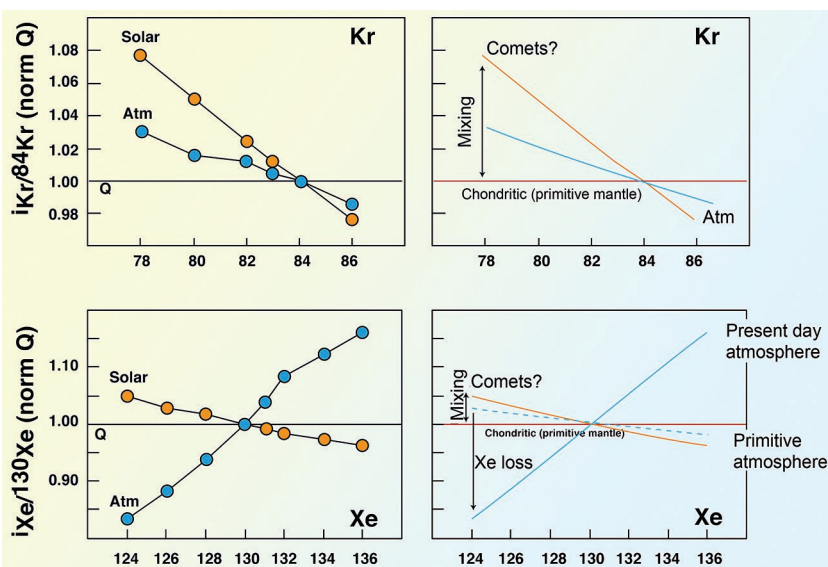 iKr/84Kr (norm Q)
1.08
1.06
1.04
1.02
1.00
0.98
Solar
Atm
Q
Kr
78 80 82 84 86
Kr
Comets?
Mixing
Chondritic (primitive mantle)
Atm
78 80 82 84 86
iXe/130Xe (norm Q)
1.10
1.00
0.90
Solar
Q
Atm
Xe
124 126 128 130 132 134 136
Present day
atmosphere
Comets?
Mixing
Chondritic (primitive mantle)
Primitive
atmosphere
Xe loss
Xe
124 126 128 130 132 134 136